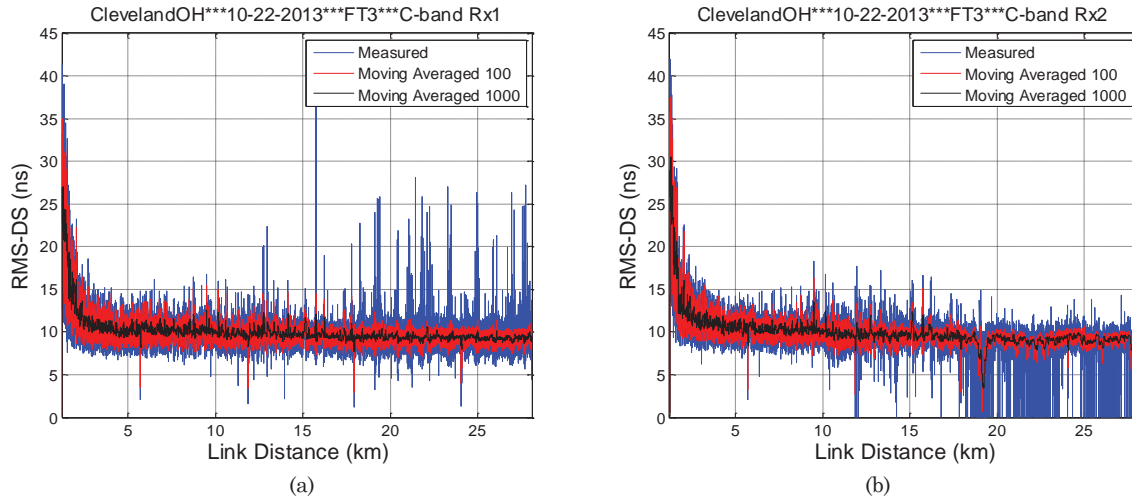 ClevelandOH***10-22-2013***FT3***C-band Rx1
45
40
35
30
25
20
15
10
5
0
RMS-DS (ns)
Measured
Moving Averaged 100
Moving Averaged 1000
5
10
15
20
25
Link Distance (km)
(a)
ClevelandOH***10-22-2013***FT3***C-band Rx2
45
40
35
30
25
20
15
10
5
0
RMS-DS (ns)
Measured
Moving Averaged 100
Moving Averaged 1000
5
10
15
20
25
Link Distance (km)
(b)